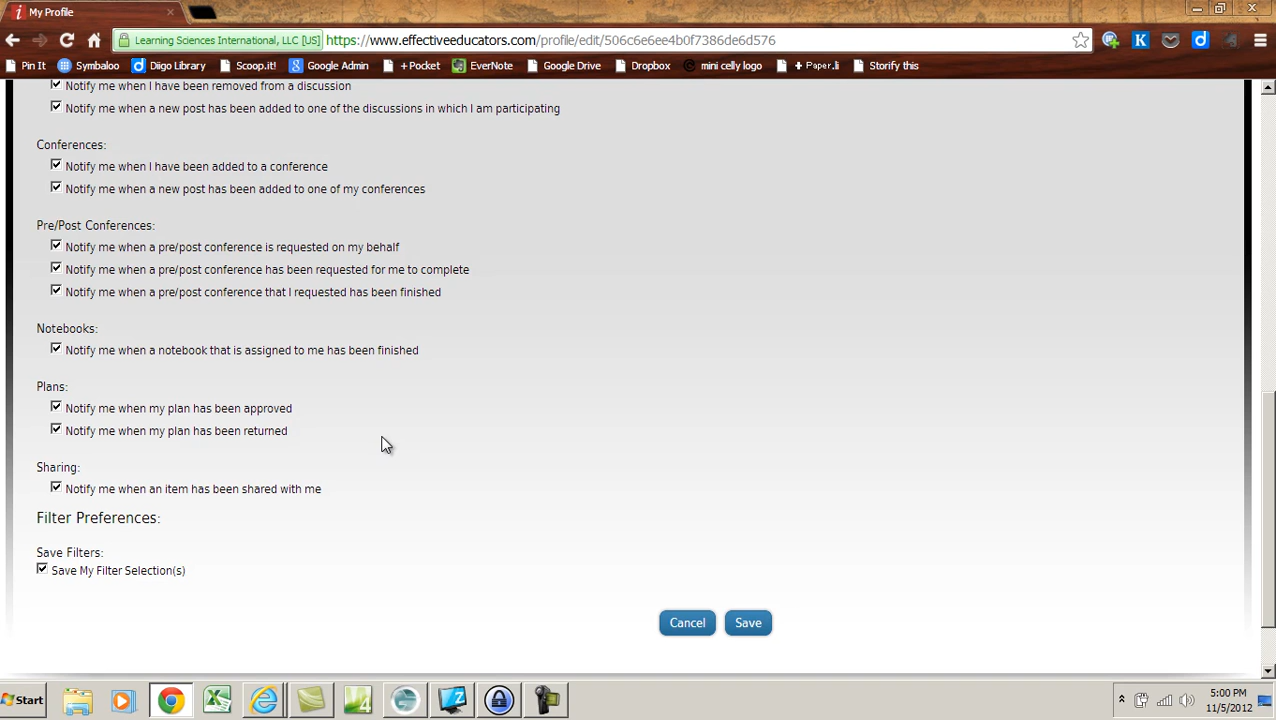 My Profile
Learning Sciences International, LLC [US] https://www.effectiveeducators.com/profile/edit/506c6e6ee4b0f7386de6d576
Pin It Symbaloo Diigo Library Scoop.it! Google Admin + Pocket EverNote Google Drive Dropbox mini celly logo + Paper.li Storify this
Notify me when I have been removed from a discussion
Notify me when a new post has been added to one of the discussions in which I am participating
Conferences:
Notify me when I have been added to a conference
Notify me when a new post has been added to one of my conferences
Pre/Post Conferences:
Notify me when a pre/post conference is requested on my behalf
Notify me when a pre/post conference has been requested for me to complete
Notify me when a pre/post conference that I requested has been finished
Notebooks:
Notify me when a notebook that is assigned to me has been finished
Plans:
Notify me when my plan has been approved
Notify me when my plan has been returned
Sharing:
Notify me when an item has been shared with me
Filter Preferences:
Save Filters:
Save My Filter Selection(s)
Cancel Save
Start
5:00 PM
11/5/2012